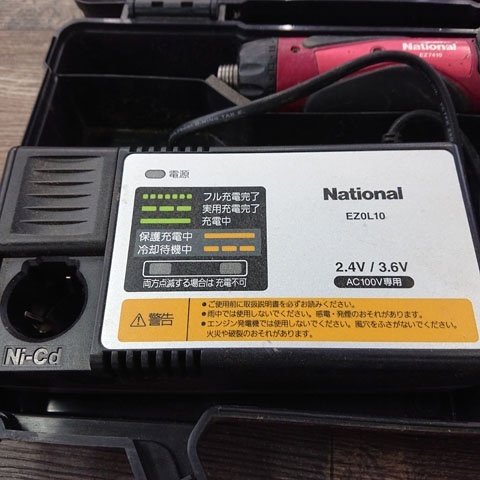 National
EZ7410
電源
フル充電完了
実用充電完了
充電中
保護充電中
冷却待機中
両方点滅する場合は 充電不可
National
EZ0L10
2.4V / 3.6V
AC100V専用
警告
●ご使用前に取扱説明書を必ずお読みください。
●雨中では使用しないでください。感電・発煙のおそれがあります。
●エンジン発電機では使用しないでください。風穴をふさがないでください。
火災や破裂のおそれがあります。
Ni-Cd